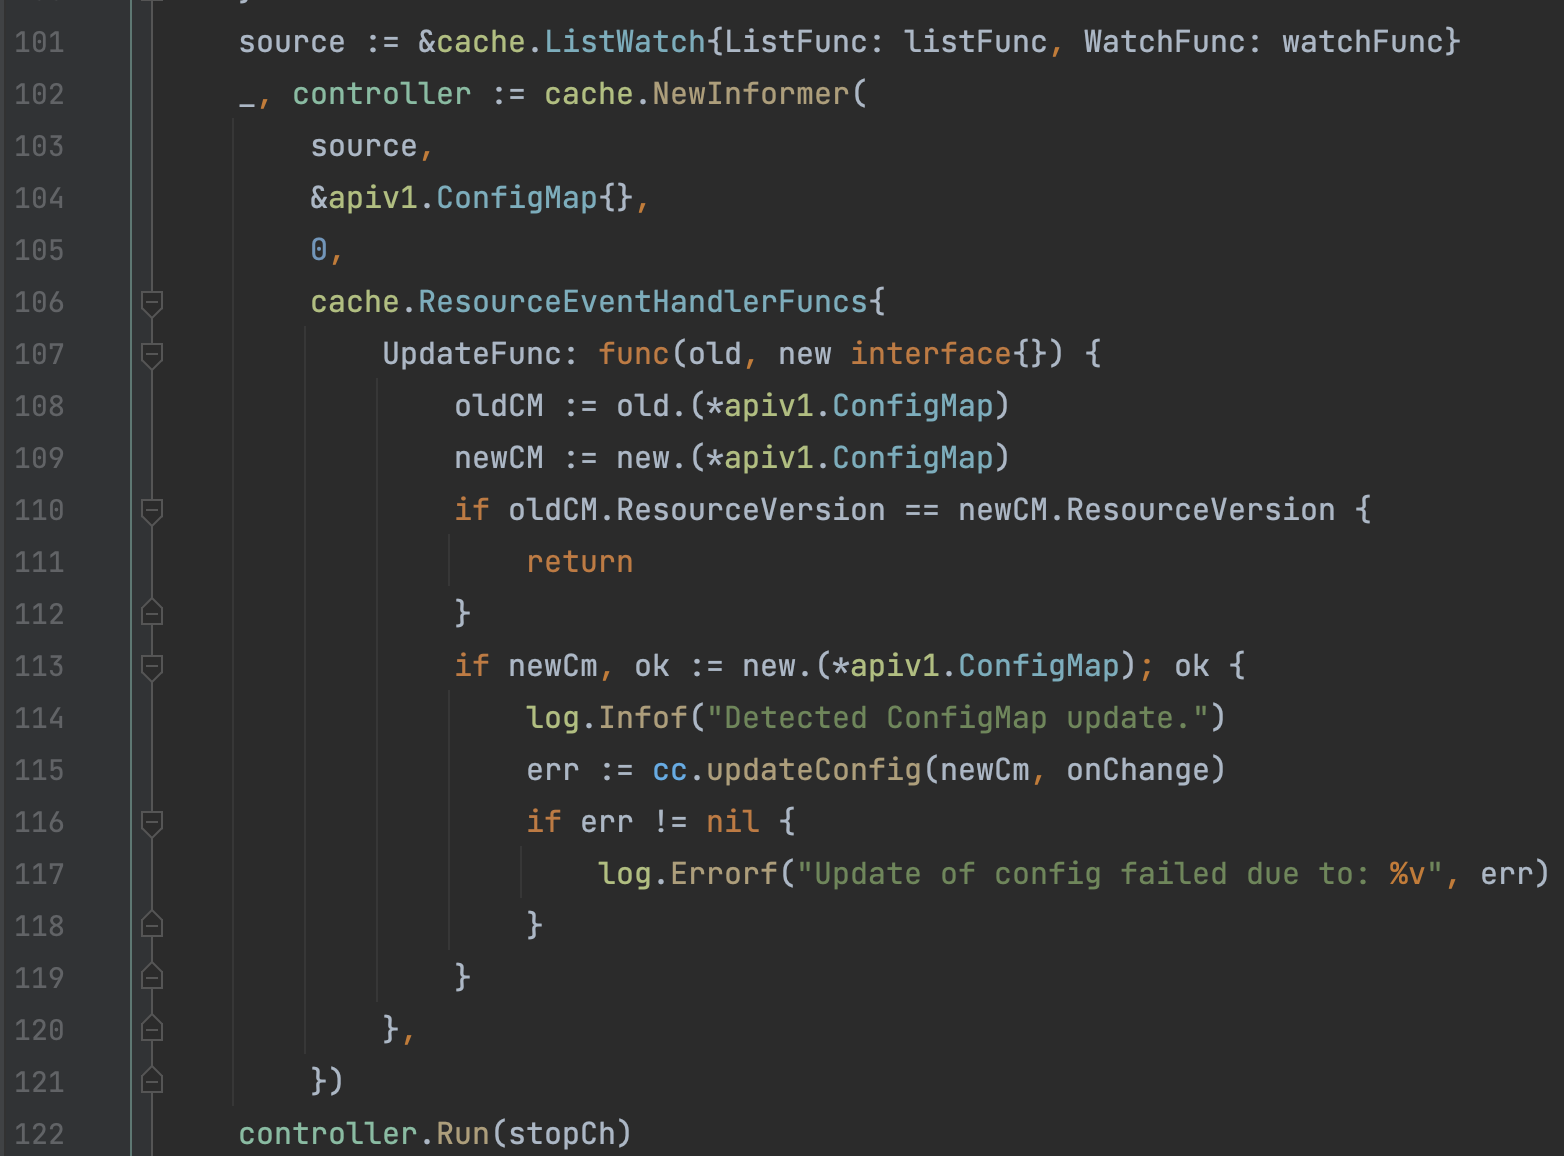 101 source := &cache.ListWatch{ListFunc: listFunc, WatchFunc: watchFunc}
102 _, controller := cache.NewInformer(
103 source,
104 &apiv1.ConfigMap{},
105 0,
106 cache.ResourceEventHandlerFuncs{
107 UpdateFunc: func(old, new interface{}) {
108 oldCM := old.(*apiv1.ConfigMap)
109 newCM := new.(*apiv1.ConfigMap)
110 if oldCM.ResourceVersion == newCM.ResourceVersion {
111 return
112 }
113 if newCm, ok := new.(*apiv1.ConfigMap); ok {
114 log.Infof("Detected ConfigMap update.")
115 err := cc.updateConfig(newCm, onChange)
116 if err != nil {
117 log.Errorf("Update of config failed due to: %v", err)
118 }
119 }
120 },
121 })
122 controller.Run(stopCh)